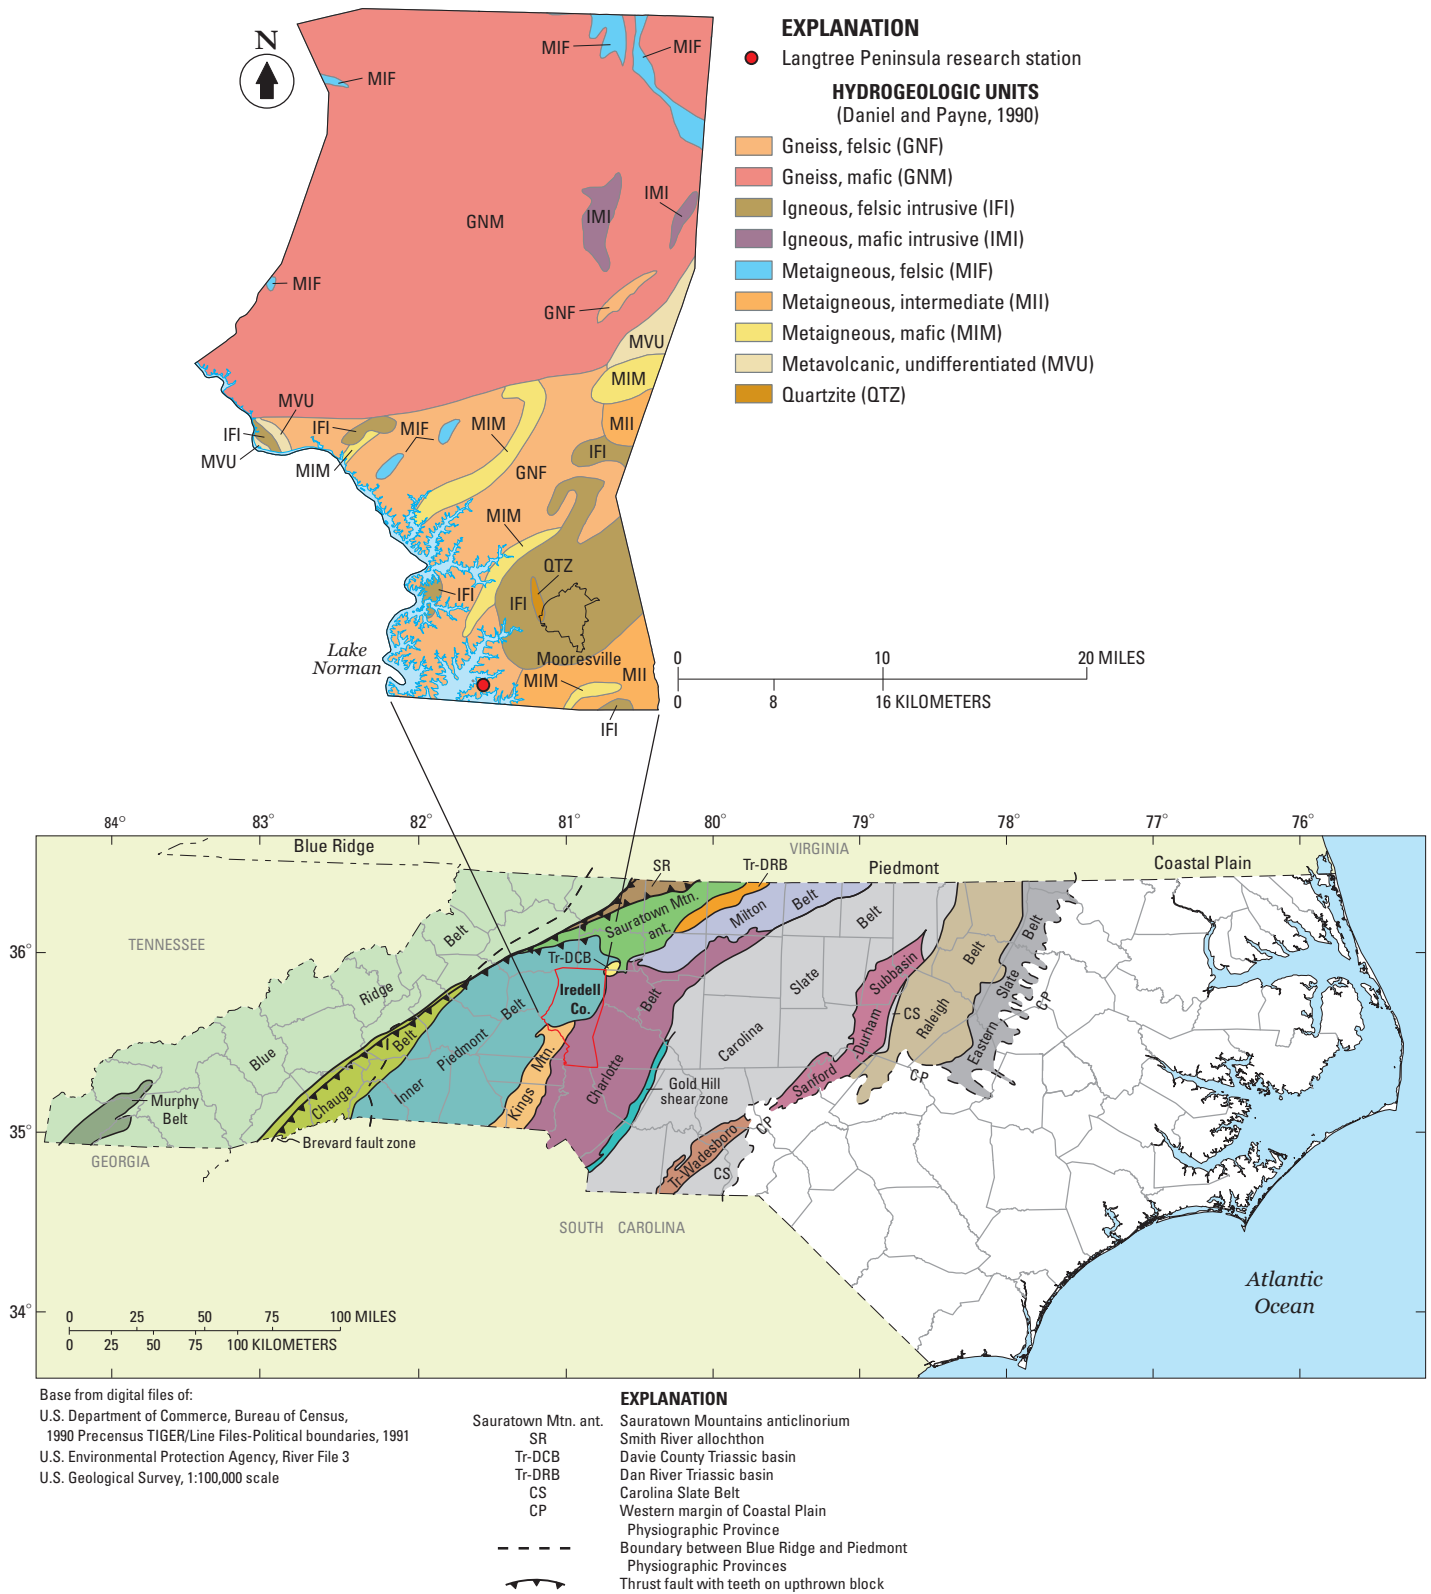 N
EXPLANATION
Langtree Peninsula research station
HYDROGEOLOGIC UNITS
(Daniel and Payne, 1990)
Gneiss, felsic (GNF)
Gneiss, mafic (GNM)
Igneous, felsic intrusive (IFI)
Igneous, mafic intrusive (IMI)
Metaigneous, felsic (MIF)
Metaigneous, intermediate (MII)
Metaigneous, mafic (MIM)
Metavolcanic, undifferentiated (MVU)
Quartzite (QTZ)
MIF
MIF
MIF
IMI
IMI
GNM
MIF
GNF
MVU
MIM
MVU
IFI
IFI
MIF
MIM
MII
MVU
MIM
IFI
GNF
MIM
QTZ
IFI
IFI
Lake
Norman
Mooresville
MIM
MII
IFI
0 10 20 MILES
0 8 16 KILOMETERS
84° 83° 82° 81° 80° 79° 78° 77° 76°
Blue Ridge
VIRGINIA
Piedmont
Coastal Plain
SR
Tr-DRB
TENNESSEE
36°
35°
34°
Blue
Ridge
Belt
Sauratown Mtn.
ant.
Milton
Belt
Belt
Slate
Carolina
Tr-DCB
Iredell
Co.
Belt
Charlotte
Inner
Piedmont
Belt
Kings
Mtn.
Chauga
Belt
Murphy
Belt
Brevard fault zone
GEORGIA
Gold Hill
shear zone
Sanford
-Durham
Subbasin
CS
Raleigh
Belt
Eastern
Slate
Belt
CP
CP
CP
Tr-Wadesboro
CS
SOUTH CAROLINA
Atlantic
Ocean
0 25 50 75 100 MILES
0 25 50 75 100 KILOMETERS
Base from digital files of:
U.S. Department of Commerce, Bureau of Census,
1990 Precensus TIGER/Line Files-Political boundaries, 1991
U.S. Environmental Protection Agency, River File 3
U.S. Geological Survey, 1:100,000 scale
EXPLANATION
Sauratown Mtn. ant. Sauratown Mountains anticlinorium
SR Smith River allochthon
Tr-DCB Davie County Triassic basin
Tr-DRB Dan River Triassic basin
CS Carolina Slate Belt
CP Western margin of Coastal Plain
Physiographic Province
Boundary between Blue Ridge and Piedmont
Physiographic Provinces
Thrust fault with teeth on upthrown block